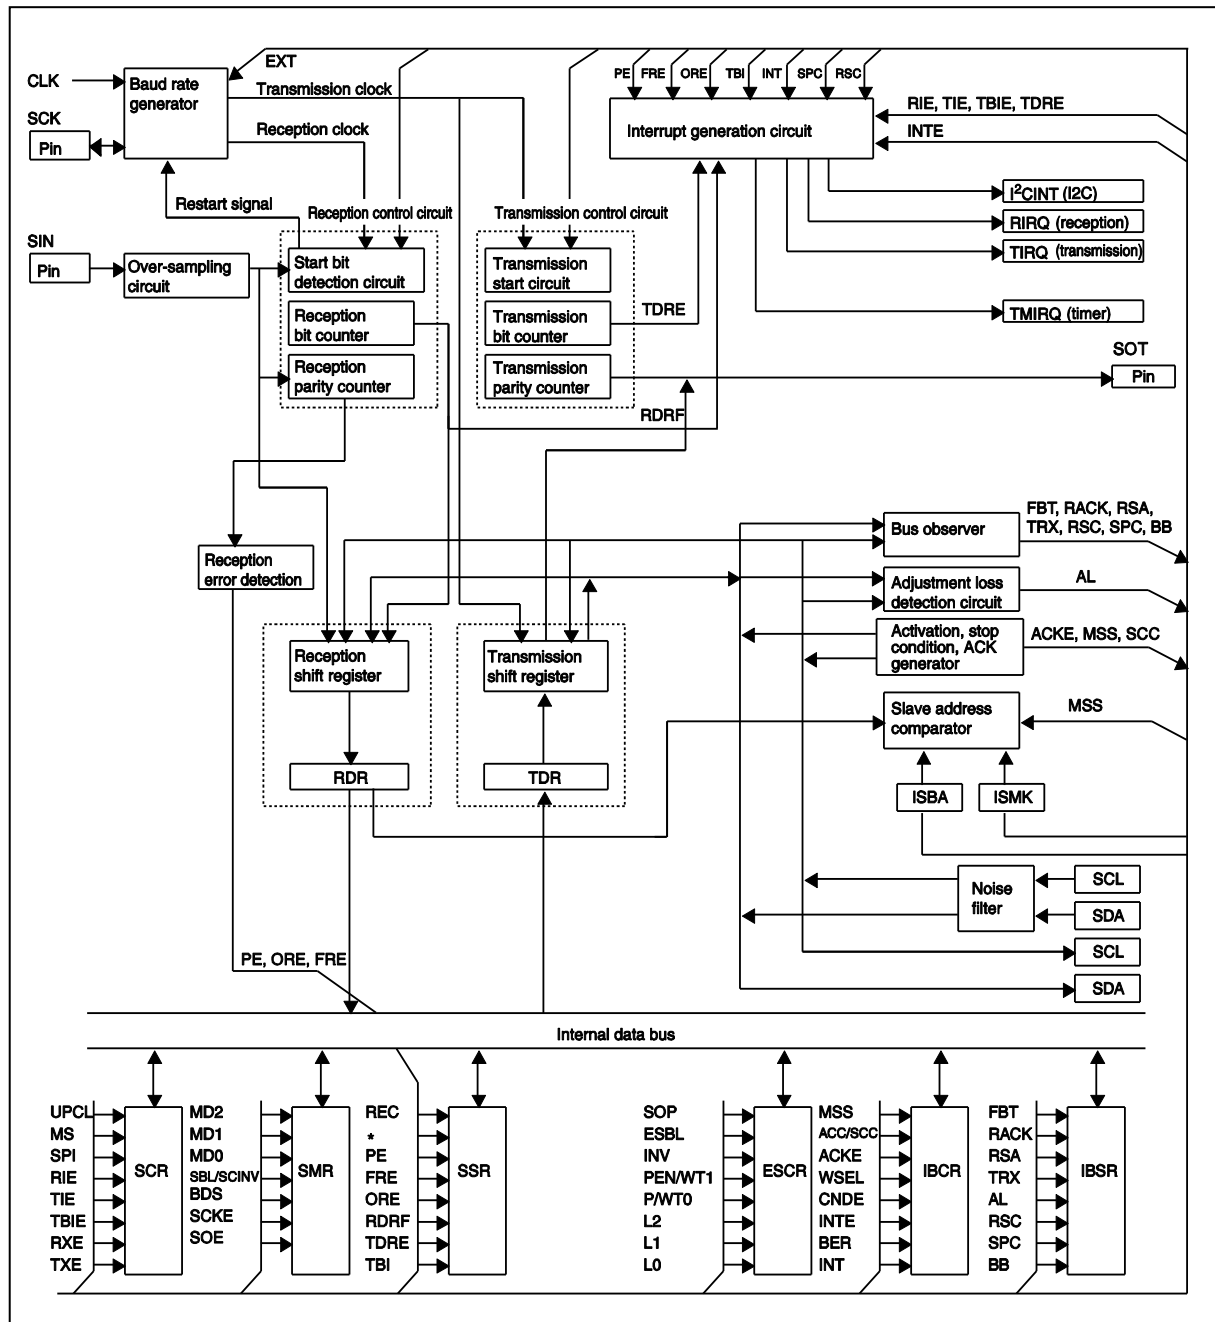 EXT
CLK
Baud rate
generator
Transmission clock
SCK
Pin
Reception clock
Restart signal
PE
FRE
ORE
TBI
INT
SPC
RSC
Interrupt generation circuit
RIE, TIE, TBIE, TDRE
INTE
I²CINT (I2C)
RIRQ (reception)
TIRQ (transmission)
TMIRQ (timer)
SIN
Pin
Over-sampling
circuit
Reception control circuit
Start bit
detection circuit
Reception
bit counter
Reception
parity counter
Transmission control circuit
Transmission
start circuit
Transmission
bit counter
Transmission
parity counter
TDRE
RDRF
SOT
Pin
Reception
error detection
Bus observer
FBT, RACK, RSA,
TRX, RSC, SPC, BB
Adjustment loss
detection circuit
AL
Activation, stop
condition, ACK
generator
ACKE, MSS, SCC
Reception
shift register
Transmission
shift register
Slave address
comparator
MSS
RDR
TDR
ISBA
ISMK
Noise
filter
SCL
SDA
SCL
SDA
PE, ORE, FRE
Internal data bus
UPCL
MS
SPI
RIE
TIE
TBIE
RXE
TXE
SCR
MD2
MD1
MD0
SBL/SCINV
BDS
SCKE
SOE
SMR
REC
*
PE
FRE
ORE
RDRF
TDRE
TBI
SSR
SOP
ESBL
INV
PEN/WT1
P/WT0
L2
L1
L0
ESCR
MSS
ACC/SCC
ACKE
WSEL
CNDE
INTE
BER
INT
IBCR
FBT
RACK
RSA
TRX
AL
RSC
SPC
BB
IBSR